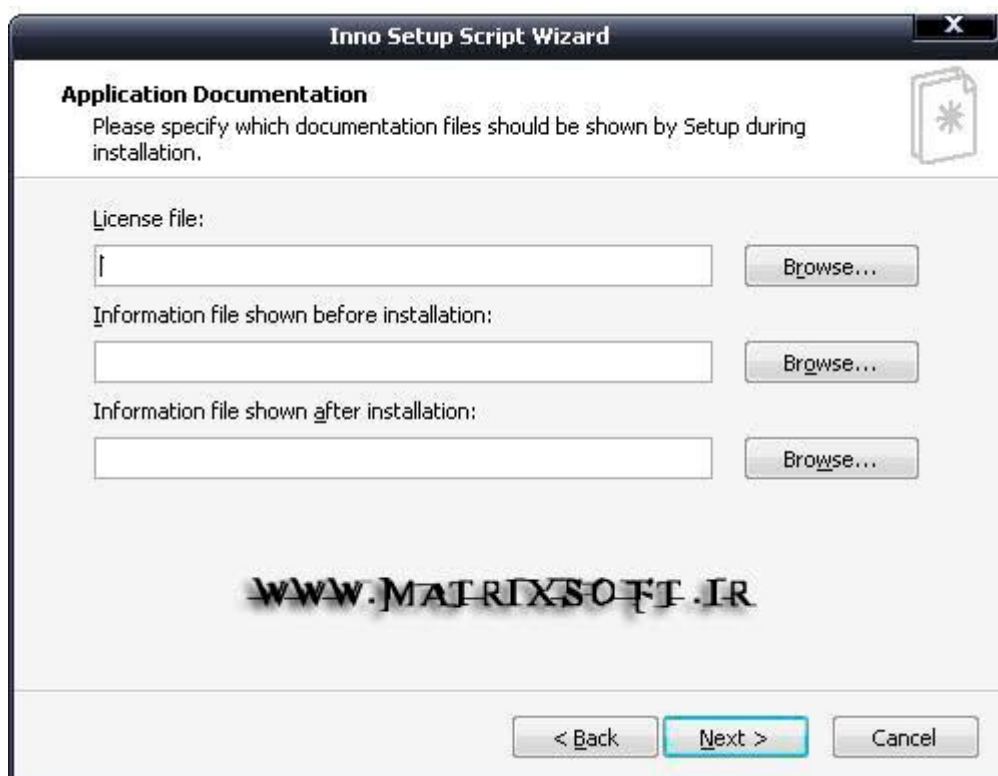 Inno Setup Script Wizard
X
Application Documentation
Please specify which documentation files should be shown by Setup during
installation.
License file:
Browse...
Information file shown before installation:
Browse...
Information file shown after installation:
Browse...
WWW.MATRIXSOFT.IR
< Back
Next >
Cancel